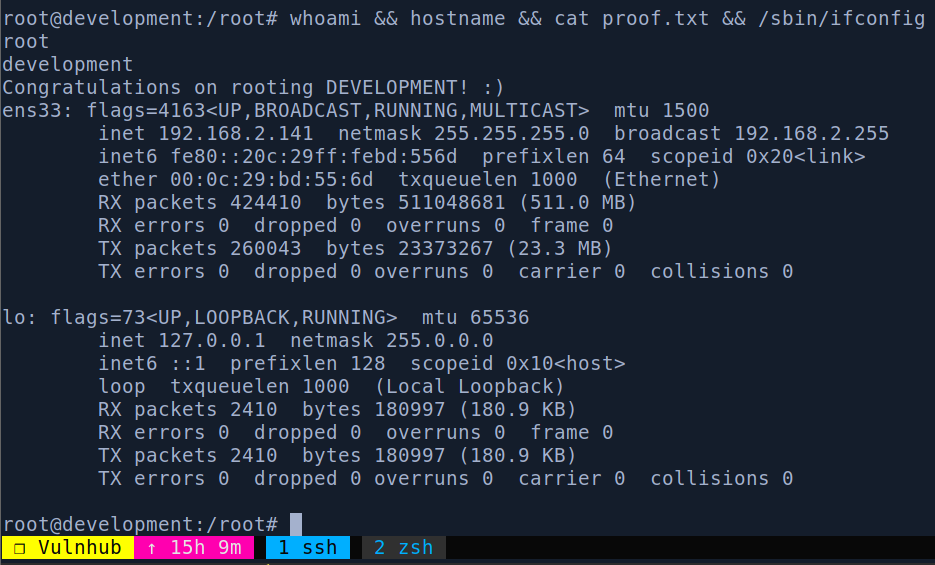 root@development:/root# whoami && hostname && cat proof.txt && /sbin/ifconfig
root
development
Congratulations on rooting DEVELOPMENT! :)
ens33: flags=4163<UP,BROADCAST,RUNNING,MULTICAST>  mtu 1500
        inet 192.168.2.141  netmask 255.255.255.0  broadcast 192.168.2.255
        inet6 fe80::20c:29ff:febd:556d  prefixlen 64  scopeid 0x20<link>
        ether 00:0c:29:bd:55:6d  txqueuelen 1000  (Ethernet)
        RX packets 424410  bytes 511048681 (511.0 MB)
        RX errors 0  dropped 0  overruns 0  frame 0
        TX packets 260043  bytes 23373267 (23.3 MB)
        TX errors 0  dropped 0 overruns 0  carrier 0  collisions 0

lo: flags=73<UP,LOOPBACK,RUNNING>  mtu 65536
        inet 127.0.0.1  netmask 255.0.0.0
        inet6 ::1  prefixlen 128  scopeid 0x10<host>
        loop  txqueuelen 1000  (Local Loopback)
        RX packets 2410  bytes 180997 (180.9 KB)
        RX errors 0  dropped 0  overruns 0  frame 0
        TX packets 2410  bytes 180997 (180.9 KB)
        TX errors 0  dropped 0 overruns 0  carrier 0  collisions 0

root@development:/root#
❐ Vulnhub ↑ 15h 9m 1 ssh 2 zsh